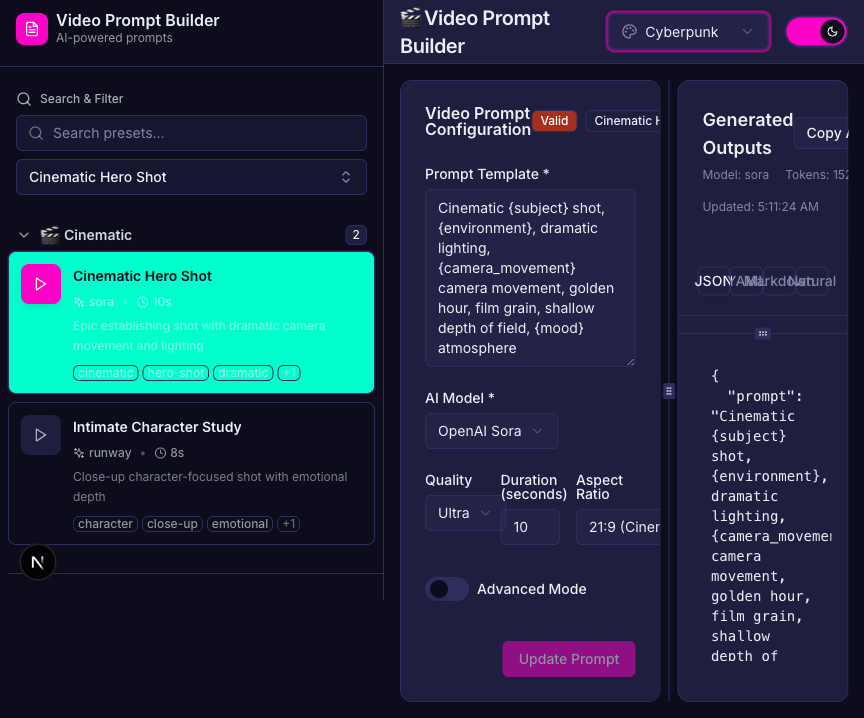 Video Prompt Builder
AI-powered prompts
Search & Filter
Search presets...
Cinematic Hero Shot
Cinematic
2
Cinematic Hero Shot
sora • 10s
Epic establishing shot with dramatic camera
movement and lighting
cinematic hero-shot dramatic +1
Intimate Character Study
runway • 8s
Close-up character-focused shot with emotional
depth
character close-up emotional +1
N
Video Prompt
Builder
Cyberpunk
Video Prompt
Configuration
Valid
Cinematic H
Prompt Template *
Cinematic {subject} shot,
{environment}, dramatic
lighting,
{camera_movement}
camera movement, golden
hour, film grain, shallow
depth of field, {mood}
atmosphere
AI Model *
OpenAI Sora
Quality
Ultra
Duration
(seconds)
10
Aspect
Ratio
21:9 (Ciner
Advanced Mode
Update Prompt
Generated
Outputs
Copy A
Model: sora Tokens: 152
Updated: 5:11:24 AM
JSON YAML Markdown Natural
{
"prompt":
"Cinematic
{subject}
shot,
{environment},
dramatic
lighting,
{camera_movemen
camera
movement,
golden hour,
film grain,
shallow
depth of